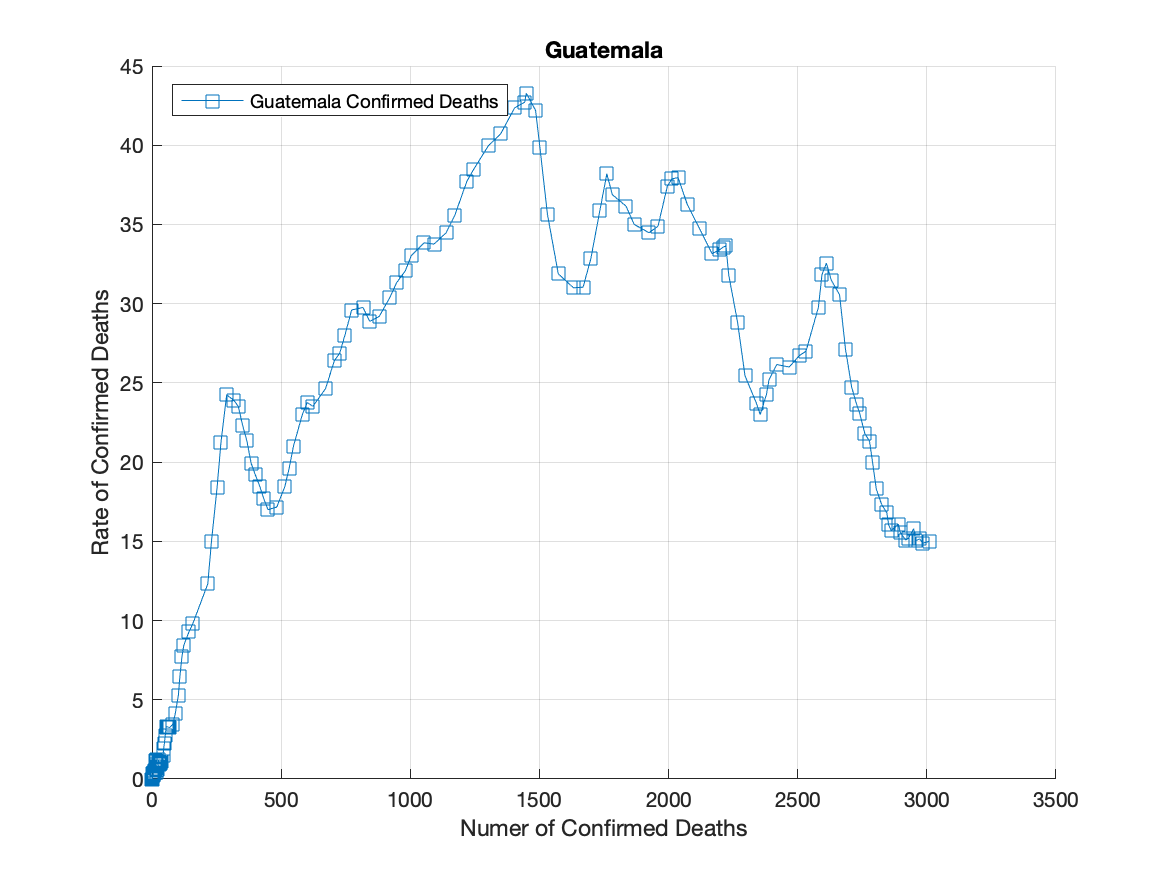 Guatemala
Guatemala Confirmed Deaths
45
40
35
30
25
20
15
10
5
0
Rate of Confirmed Deaths
0 500 1000 1500 2000 2500 3000 3500
Numer of Confirmed Deaths